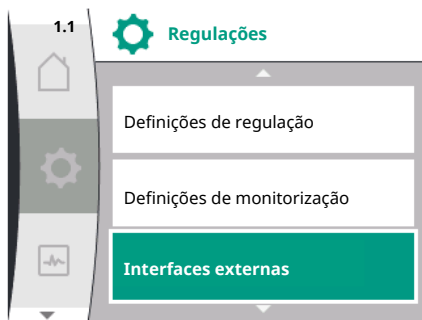 1.1
Regulações
Definições de regulação
Definições de monitorização
Interfaces externas